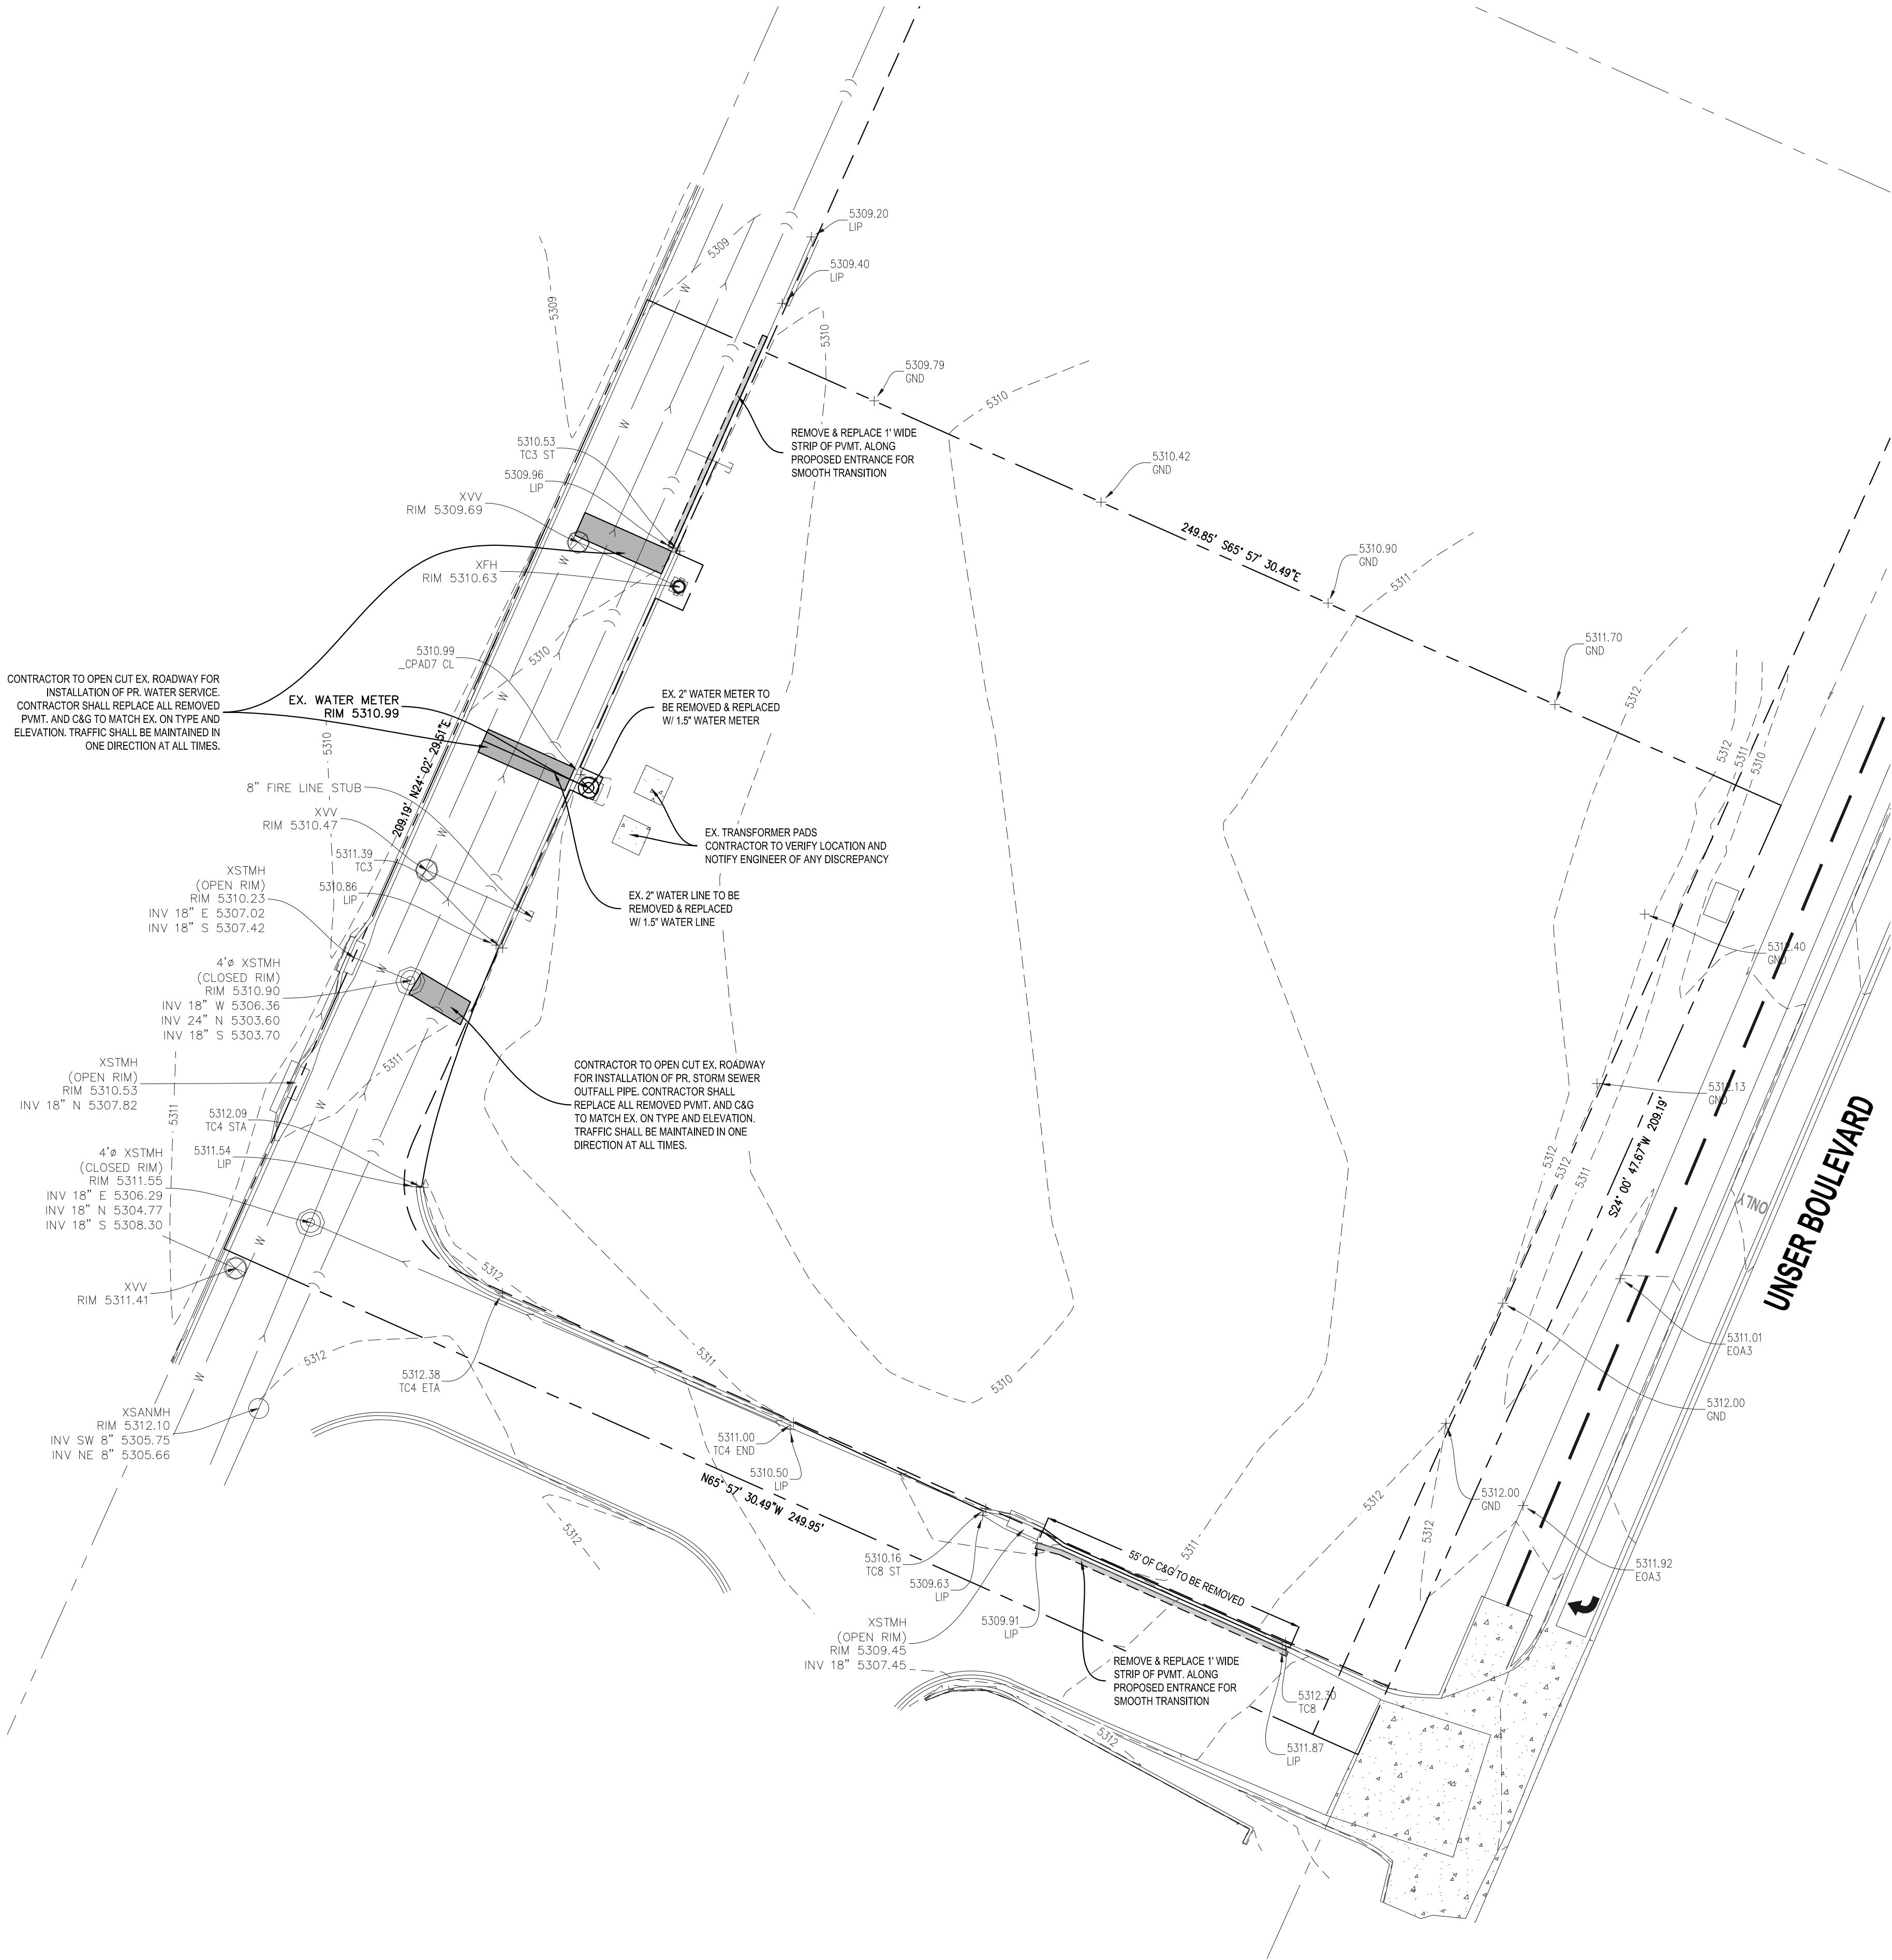 5309.20
LIP
5309
5309.40
LIP
5309
5310
5309.79
GND
5310
REMOVE & REPLACE 1' WIDE
STRIP OF PVMT. ALONG
PROPOSED ENTRANCE FOR
SMOOTH TRANSITION
5310.53
TC3 ST
5309.96
LIP
XVV
RIM 5309.69
5310.42
GND
249.85' S65° 57' 30.49"E
5310.90
GND
5311
XFH
RIM 5310.63
5311.70
GND
5310
5310.99
_CPAD7 CL
CONTRACTOR TO OPEN CUT EX. ROADWAY FOR
INSTALLATION OF PR. WATER SERVICE.
CONTRACTOR SHALL REPLACE ALL REMOVED
PVMT. AND C&G TO MATCH EX. ON TYPE AND
ELEVATION. TRAFFIC SHALL BE MAINTAINED IN
ONE DIRECTION AT ALL TIMES.
EX. WATER METER
RIM 5310.99
EX. 2" WATER METER TO
BE REMOVED & REPLACED
W/ 1.5" WATER METER
5312
5312
5311
5310
5310
209.19' N24° 02' 29.51"E
8" FIRE LINE STUB
XVV
RIM 5310.47
EX. TRANSFORMER PADS
CONTRACTOR TO VERIFY LOCATION AND
NOTIFY ENGINEER OF ANY DISCREPANCY
5311.39
TC3
5310.86
LIP
XSTMH
(OPEN RIM)
RIM 5310.23
INV 18" E 5307.02
INV 18" S 5307.42
EX. 2" WATER LINE TO BE
REMOVED & REPLACED
W/ 1.5" WATER LINE
5312.40
GND
4'ø XSTMH
(CLOSED RIM)
RIM 5310.90
INV 18" W 5306.36
INV 24" N 5303.60
INV 18" S 5303.70
XSTMH
(OPEN RIM)
RIM 5310.53
INV 18" N 5307.82
5311
5311
CONTRACTOR TO OPEN CUT EX. ROADWAY
FOR INSTALLATION OF PR. STORM SEWER
OUTFALL PIPE. CONTRACTOR SHALL
REPLACE ALL REMOVED PVMT. AND C&G
TO MATCH EX. ON TYPE AND ELEVATION.
TRAFFIC SHALL BE MAINTAINED IN ONE
DIRECTION AT ALL TIMES.
5312.13
GND
5312.09
TC4 STA
5311.54
LIP
4'ø XSTMH
(CLOSED RIM)
RIM 5311.55
INV 18" E 5306.29
INV 18" N 5304.77
INV 18" S 5308.30
5312
5312
5311
S24° 00' 47.67"W 209.19'
ONLY
UNSER BOULEVARD
XVV
RIM 5311.41
5312
5312
5311
5310
5311.01
EOA3
5312.38
TC4 ETA
5312.00
GND
XSANMH
RIM 5312.10
INV SW 8" 5305.75
INV NE 8" 5305.66
5311.00
TC4 END
5310.50
LIP
N65° 57' 30.49"W 249.95'
5312
5312.00
GND
5312
5312
5311
5310.16
TC8 ST
5309.63
LIP
5309.91
LIP
55' OF C&G TO BE REMOVED
5311.92
EOA3
XSTMH
(OPEN RIM)
RIM 5309.45
INV 18" 5307.45
REMOVE & REPLACE 1' WIDE
STRIP OF PVMT. ALONG
PROPOSED ENTRANCE FOR
SMOOTH TRANSITION
5312.30
TC8
5312
5311.87
LIP
W
W
W
W
W
W
W
W
W
W